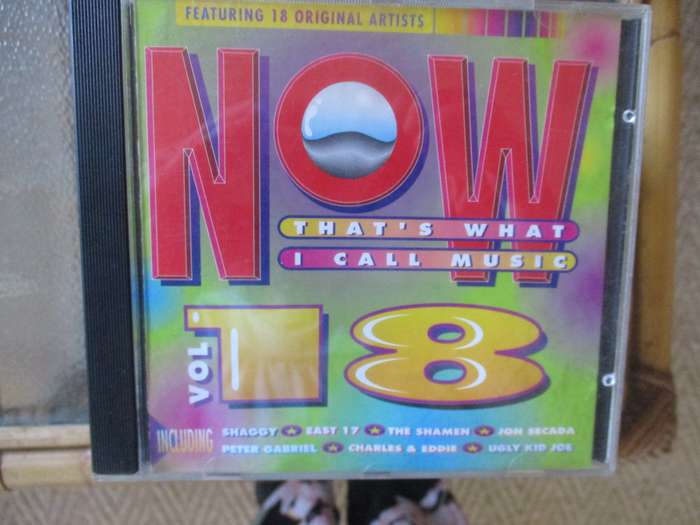 FEATURING 18 ORIGINAL ARTISTS
NOW
THAT'S WHAT
I CALL MUSIC
VOL. 18
INCLUDING
SHAGGY ★ EAST 17 ★ THE SHAMEN ★ JON SECADA
PETER GABRIEL ★ CHARLES & EDDIE ★ UGLY KID JOE